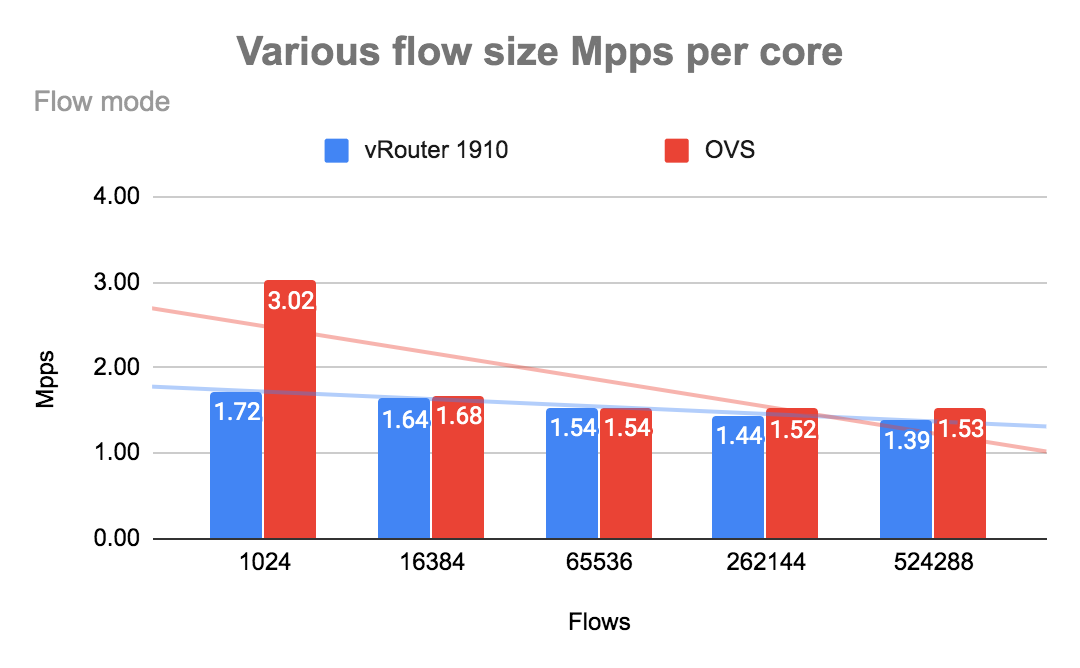 Various flow size Mpps per core
Flow mode
vRouter 1910 OVS
4.00
3.00
2.00
1.00
0.00
Mpps
1.72 3.02 1.64 1.68 1.54 1.54 1.44 1.52 1.39 1.53
1024 16384 65536 262144 524288
Flows